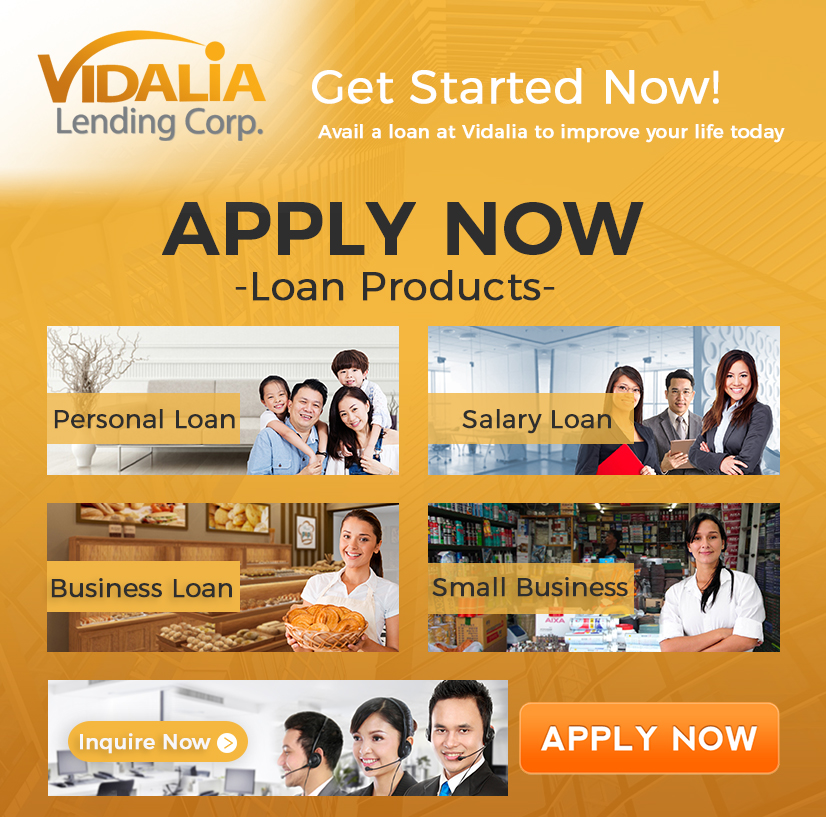 VIDALIA
Lending Corp.
Get Started Now!
Avail a loan at Vidalia to improve your life today
APPLY NOW
-Loan Products-
Personal Loan
Salary Loan
Business Loan
Small Business
AIXA
Inquire Now
APPLY NOW